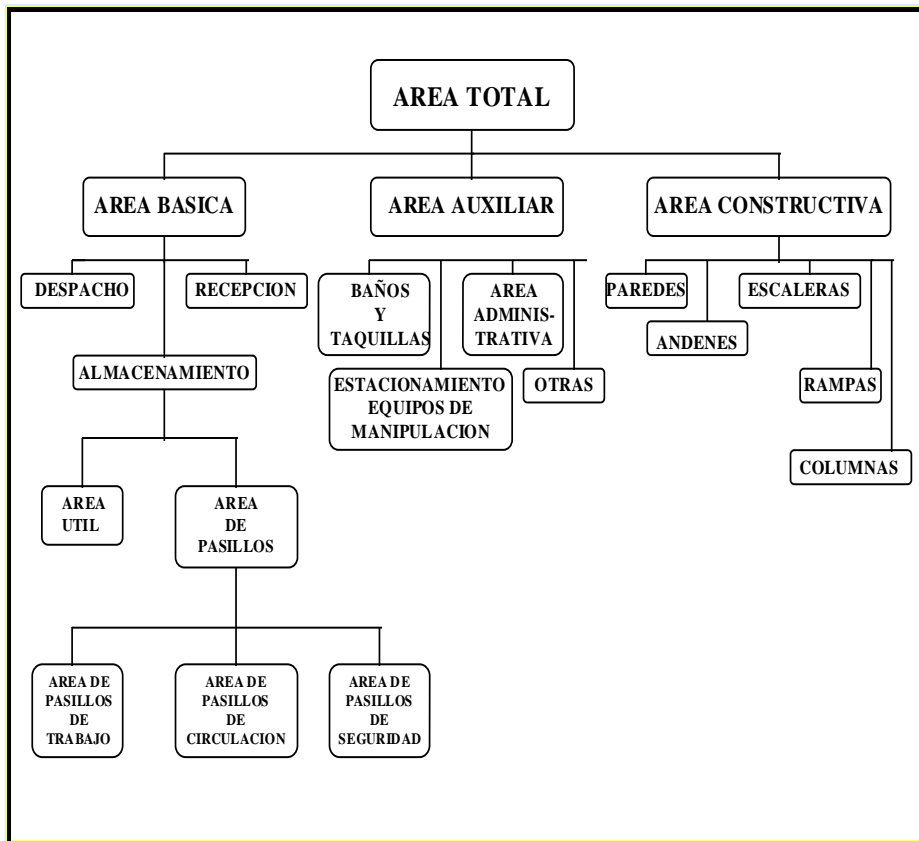 AREA TOTAL
AREA BASICA
AREA AUXILIAR
AREA CONSTRUCTIVA
DESPACHO
RECEPCION
BAÑOS
Y
TAQUILLAS
AREA
ADMINIS-
TRATIVA
PAREDES
ESCALERAS
ANDENES
ALMACENAMIENTO
ESTACIONAMIENTO
EQUIPOS DE
MANIPULACION
OTRAS
RAMPAS
COLUMNAS
AREA
UTIL
AREA
DE
PASILLOS
AREA DE
PASILLOS
DE
TRABAJO
AREA DE
PASILLOS
DE
CIRCULACION
AREA DE
PASILLOS
DE
SEGURIDAD